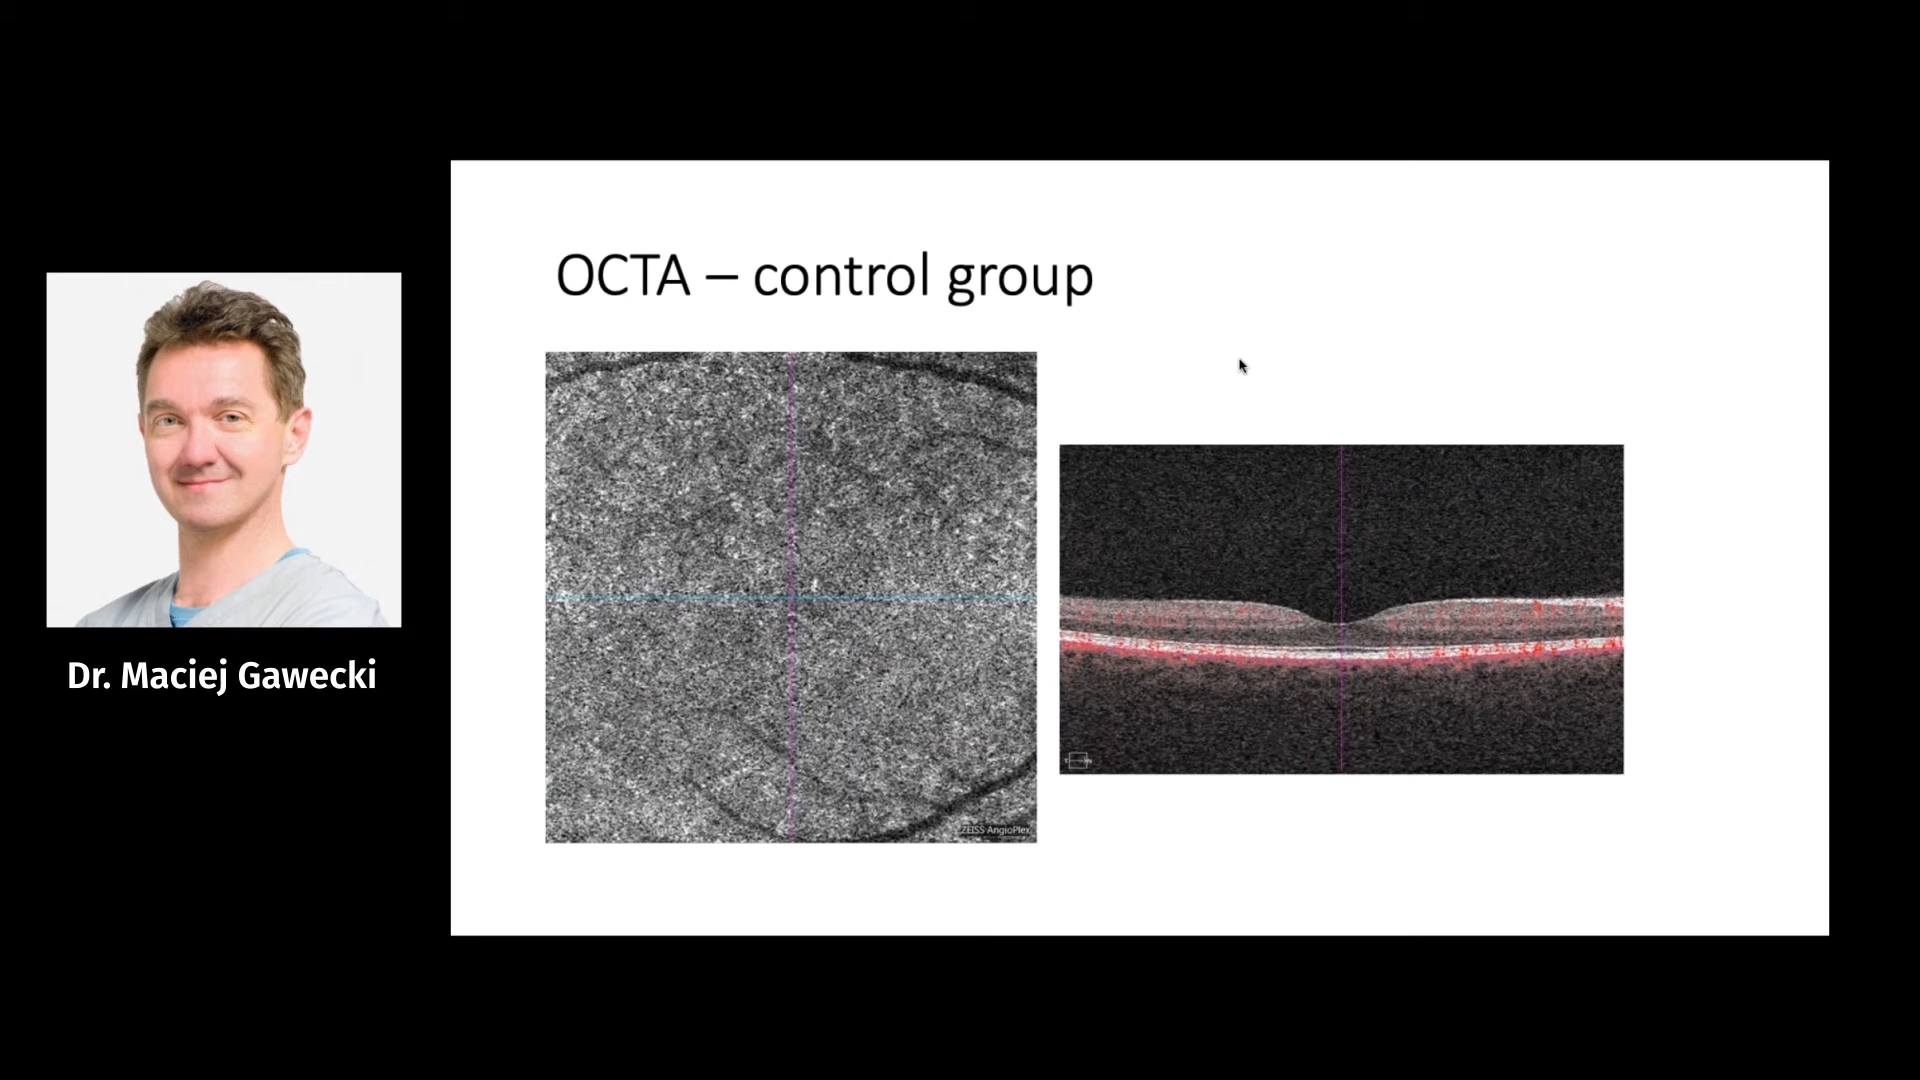 OCTA – control group
ZEISS AngioPlex
Dr. Maciej Gawecki